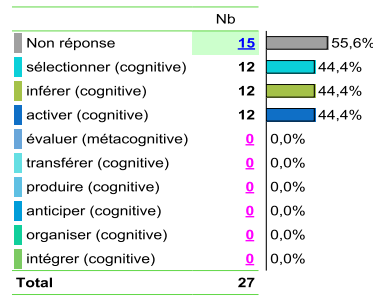 Nb
Non réponse 15 55,6%
sélectionner (cognitive) 12 44,4%
inférer (cognitive) 12 44,4%
activer (cognitive) 12 44,4%
évaluer (métacognitive) 0 0,0%
transférer (cognitive) 0 0,0%
produire (cognitive) 0 0,0%
anticiper (cognitive) 0 0,0%
organiser (cognitive) 0 0,0%
intégrer (cognitive) 0 0,0%
Total 27